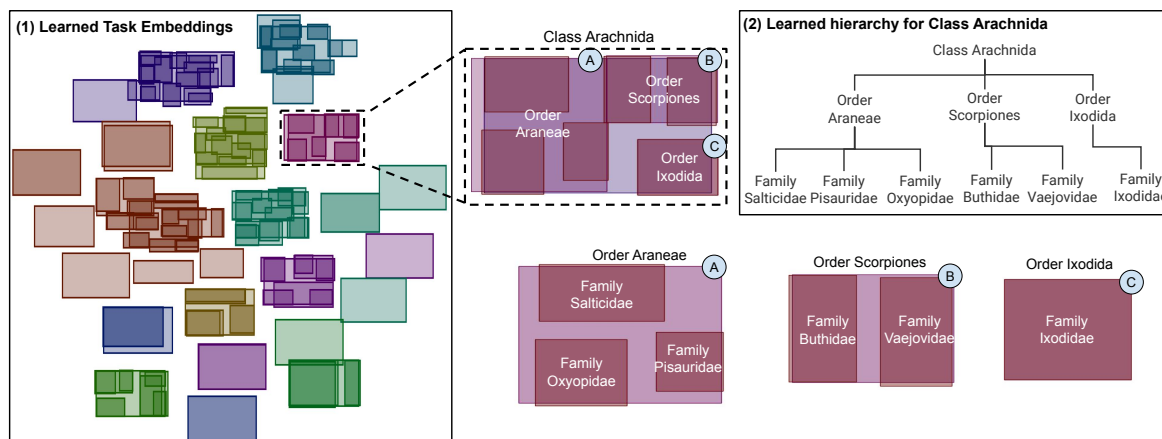 (1) Learned Task Embeddings
Class Arachnida
A
B
Order
Scorpiones
Order
Araneae
C
Order
Ixodida
(2) Learned hierarchy for Class Arachnida
Class Arachnida
Order
Araneae
Order
Scorpiones
Order
Ixodida
Family
Salticidae
Family
Pisauridae
Family
Oxyopidae
Family
Buthidae
Family
Vaejovidae
Family
Ixodidae
Order Araneae
A
Family
Salticidae
Family
Oxyopidae
Family
Pisauridae
Order Scorpiones
B
Family
Buthidae
Family
Vaejovidae
Order Ixodida
C
Family
Ixodidae